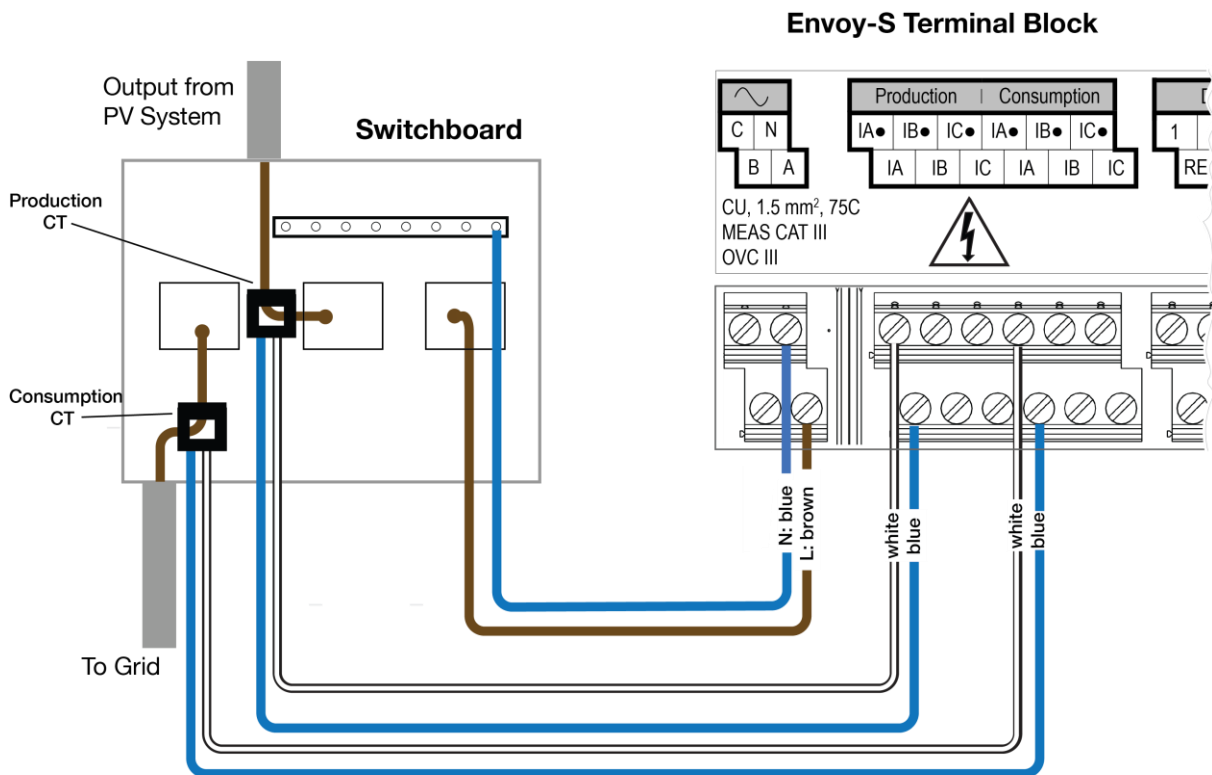 Envoy-S Terminal Block
Output from
PV System
Switchboard
Production
CT
Consumption
CT
To Grid
Production | Consumption
C N
B A
IA● IB● IC● IA● IB● IC●
IA IB IC IA IB IC
1
RE
CU, 1.5 mm², 75C
MEAS CAT III
OVC III
N: blue
L: brown
white
blue
white
blue